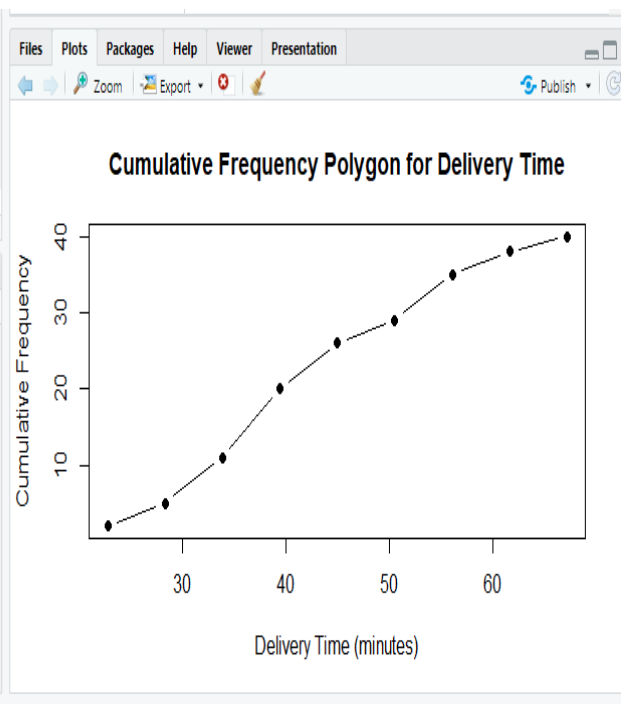 Files Plots Packages Help Viewer Presentation
Zoom Export Publish
Cumulative Frequency Polygon for Delivery Time
Cumulative Frequency
40
30
20
10
30 40 50 60
Delivery Time (minutes)